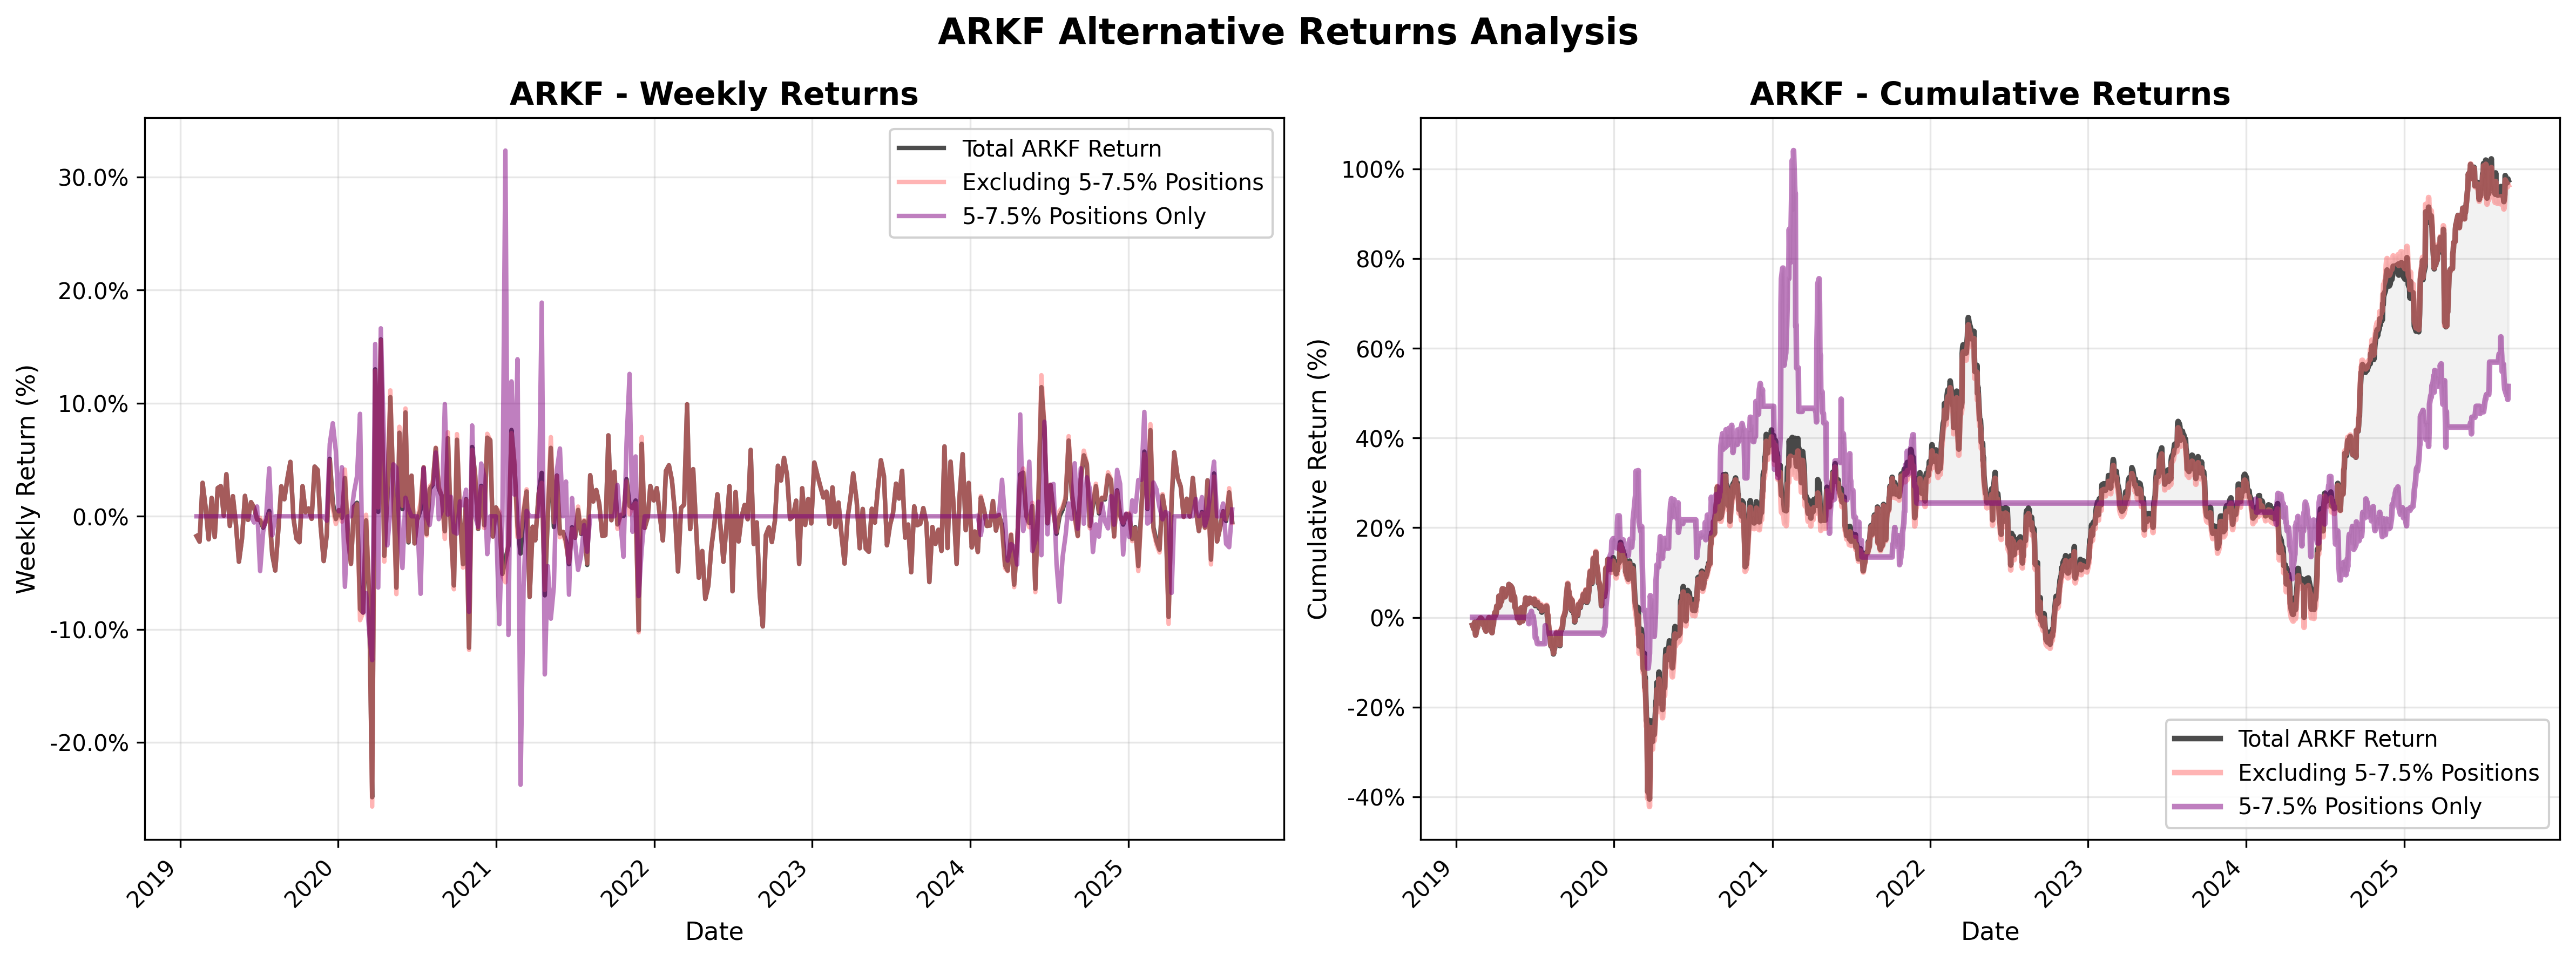 ARKF Alternative Returns Analysis
ARKF - Weekly Returns
Weekly Return (%)
30.0%
20.0%
10.0%
0.0%
-10.0%
-20.0%
Total ARKF Return
Excluding 5-7.5% Positions
5-7.5% Positions Only
2019
2020
2021
2022
2023
2024
2025
Date
ARKF - Cumulative Returns
Cumulative Return (%)
100%
80%
60%
40%
20%
0%
-20%
-40%
Total ARKF Return
Excluding 5-7.5% Positions
5-7.5% Positions Only
2019
2020
2021
2022
2023
2024
2025
Date